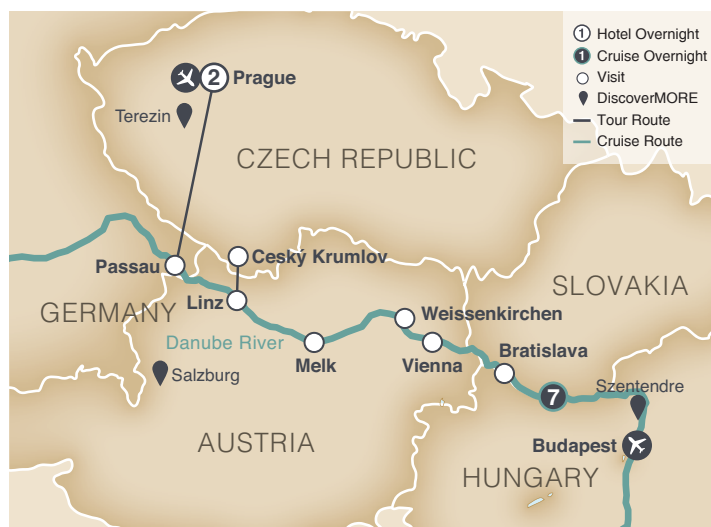 1 Hotel Overnight
1 Cruise Overnight
Visit
DiscoverMORE
Tour Route
Cruise Route
2 Prague
Terezin
CZECH REPUBLIC
Ceský Krumlov
Passau
SLOVAKIA
GERMANY
Linz
Weissenkirchen
Danube River
Melk
Vienna
Bratislava
Salzburg
7
Szentendre
AUSTRIA
Budapest
HUNGARY